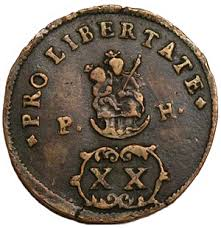 PRO LIBERTATE
P. H.
XX